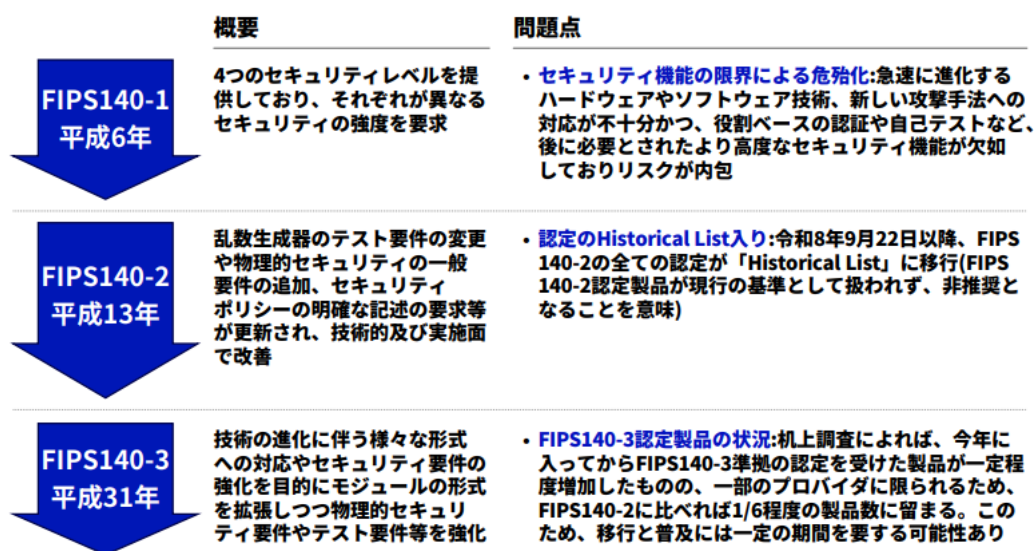 概要
問題点
FIPS140-1
平成6年
4つのセキュリティレベルを提
供しており、それぞれが異なる
セキュリティの強度を要求
• セキュリティ機能の限界による危殆化:急速に進化する
ハードウェアやソフトウェア技術、新しい攻撃手法への
対応が不十分かつ、役割ベースの認証や自己テストなど、
後に必要とされたより高度なセキュリティ機能が欠如
しておりリスクが内包
FIPS140-2
平成13年
乱数生成器のテスト要件の変更
や物理的セキュリティの一般
要件の追加、セキュリティ
ポリシーの明確な記述の要求等
が更新され、技術的及び実施面
で改善
• 認定のHistorical List入り:令和8年9月22日以降、FIPS
140-2の全ての認定が「Historical List」に移行(FIPS
140-2認定製品が現行の基準として扱われず、非推奨と
なることを意味)
FIPS140-3
平成31年
技術の進化に伴う様々な形式
への対応やセキュリティ要件の
強化を目的にモジュールの形式
を拡張しつつ物理的セキュリ
ティ要件やテスト要件等を強化
• FIPS140-3認定製品の状況:机上調査によれば、今年に
入ってからFIPS140-3準拠の認定を受けた製品が一定程
度増加したものの、一部のプロバイダに限られるため、
FIPS140-2に比べれば1/6程度の製品数に留まる。この
ため、移行と普及には一定の期間を要する可能性あり